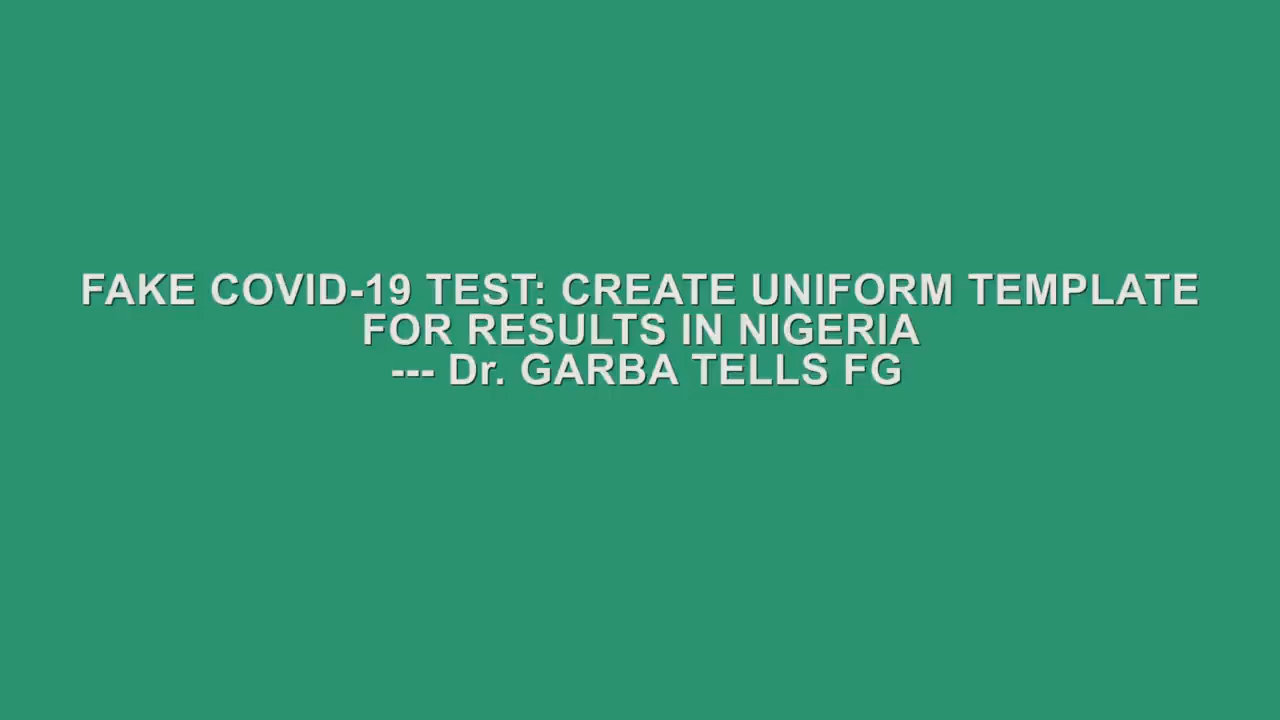 FAKE COVID-19 TEST: CREATE UNIFORM TEMPLATE
FOR RESULTS IN NIGERIA
--- Dr. GARBA TELLS FG